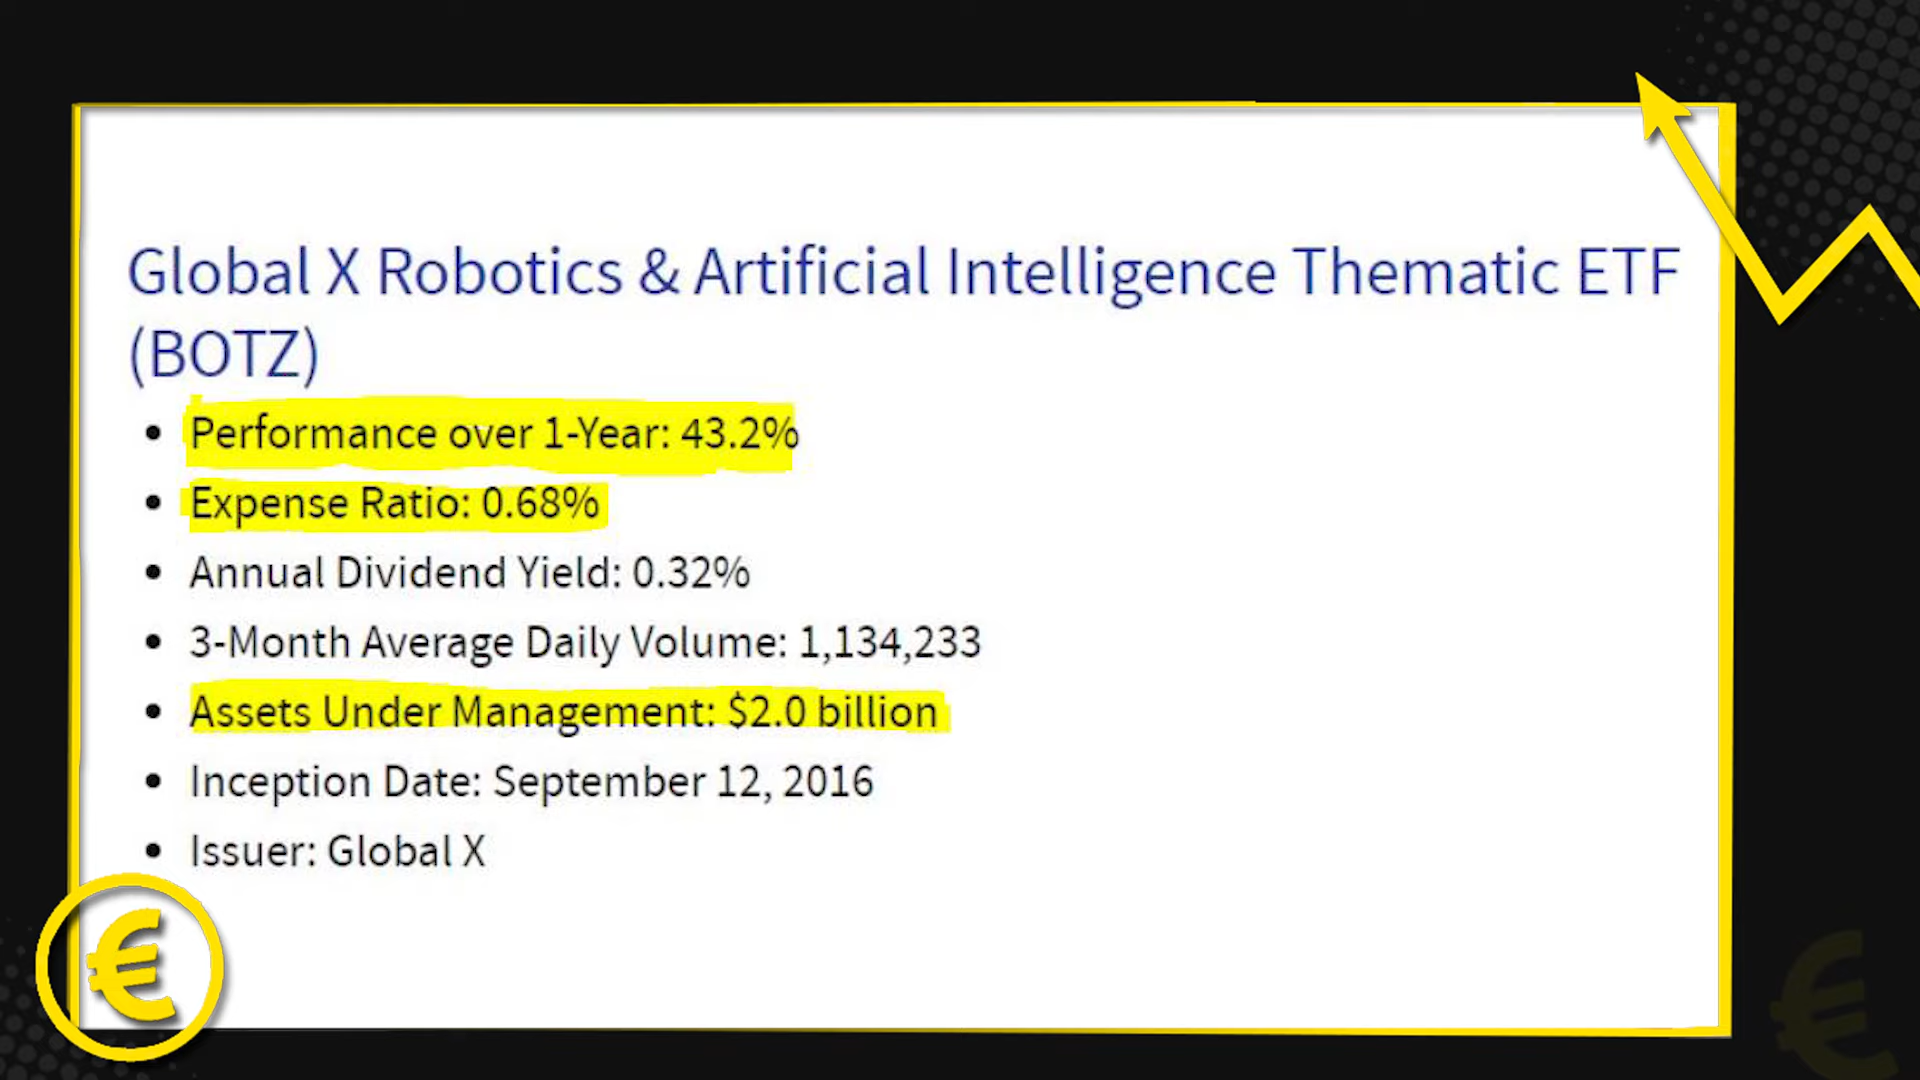 Global X Robotics & Artificial Intelligence Thematic ETF
(BOTZ)
• Performance over 1-Year: 43.2%
• Expense Ratio: 0.68%
• Annual Dividend Yield: 0.32%
• 3-Month Average Daily Volume: 1,134,233
• Assets Under Management: $2.0 billion
• Inception Date: September 12, 2016
• Issuer: Global X
€
€